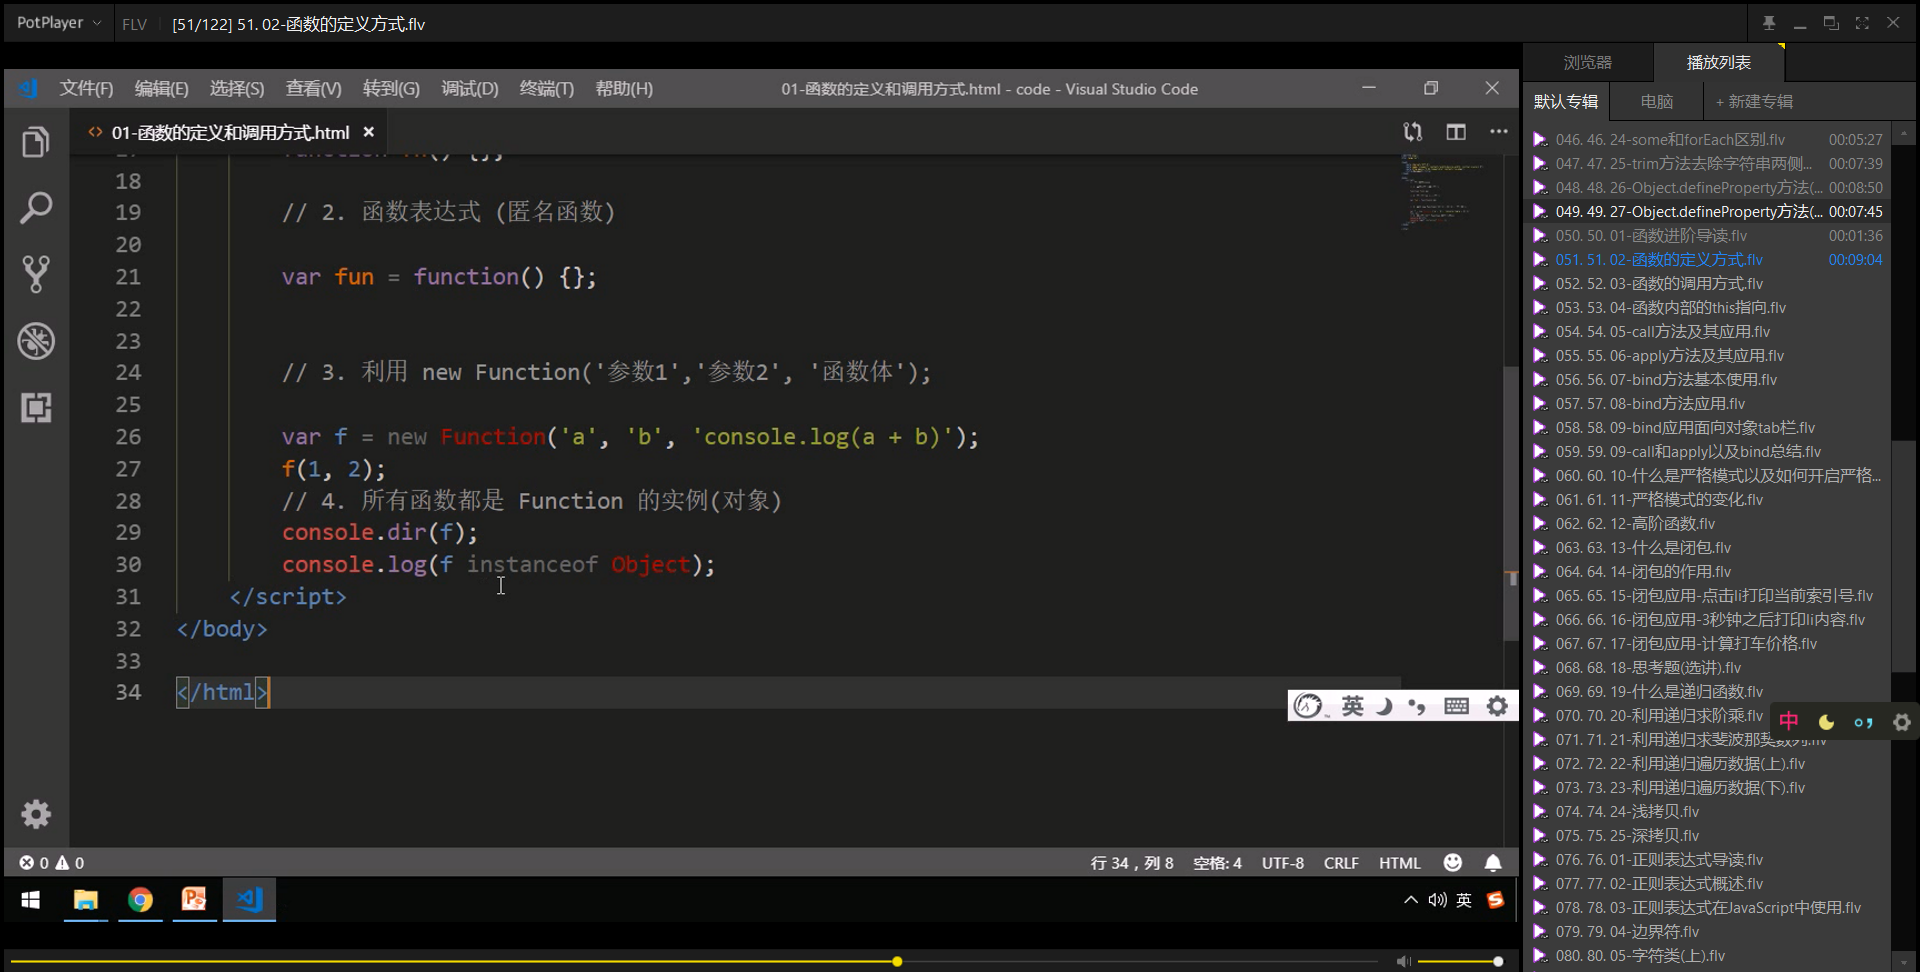 PotPlayer FLV [51/122] 51. 02-函数的定义方式.flv
浏览器 播放列表
默认专辑 电脑 + 新建专辑
文件(F) 编辑(E) 选择(S) 查看(V) 转到(G) 调试(D) 终端(T) 帮助(H) 01-函数的定义和调用方式.html - code - Visual Studio Code
01-函数的定义和调用方式.html
18
19 // 2. 函数表达式 (匿名函数)
20
21 var fun = function() {};
22
23
24 // 3. 利用 new Function('参数1','参数2', '函数体');
25
26 var f = new Function('a', 'b', 'console.log(a + b)');
27 f(1, 2);
28 // 4. 所有函数都是 Function 的实例(对象)
29 console.dir(f);
30 console.log(f instanceof Object);
31 </script>
32 </body>
33
34 </html>
英
0 0 行 34，列 8 空格: 4 UTF-8 CRLF HTML
英
046. 46. 24-some和forEach区别.flv 00:05:27
047. 47. 25-trim方法去除字符串两侧... 00:07:39
048. 48. 26-Object.defineProperty方法(... 00:08:50
049. 49. 27-Object.defineProperty方法(... 00:07:45
050. 50. 01-函数进阶导读.flv 00:01:36
051. 51. 02-函数的定义方式.flv 00:09:04
052. 52. 03-函数的调用方式.flv
053. 53. 04-函数内部的this指向.flv
054. 54. 05-call方法及其应用.flv
055. 55. 06-apply方法及其应用.flv
056. 56. 07-bind方法基本使用.flv
057. 57. 08-bind方法应用.flv
058. 58. 09-bind应用面向对象tab栏.flv
059. 59. 09-call和apply以及bind总结.flv
060. 60. 10-什么是严格模式以及如何开启严格...
061. 61. 11-严格模式的变化.flv
062. 62. 12-高阶函数.flv
063. 63. 13-什么是闭包.flv
064. 64. 14-闭包的作用.flv
065. 65. 15-闭包应用-点击li打印当前索引号.flv
066. 66. 16-闭包应用-3秒钟之后打印li内容.flv
067. 67. 17-闭包应用-计算打车价格.flv
068. 68. 18-思考题(选讲).flv
069. 69. 19-什么是递归函数.flv
070. 70. 20-利用递归求阶乘.flv
中
071. 71. 21-利用递归求斐波那契数列.flv
072. 72. 22-利用递归遍历数据(上).flv
073. 73. 23-利用递归遍历数据(下).flv
074. 74. 24-浅拷贝.flv
075. 75. 25-深拷贝.flv
076. 76. 01-正则表达式导读.flv
077. 77. 02-正则表达式概述.flv
078. 78. 03-正则表达式在JavaScript中使用.flv
079. 79. 04-边界符.flv
080. 80. 05-字符类(上).flv